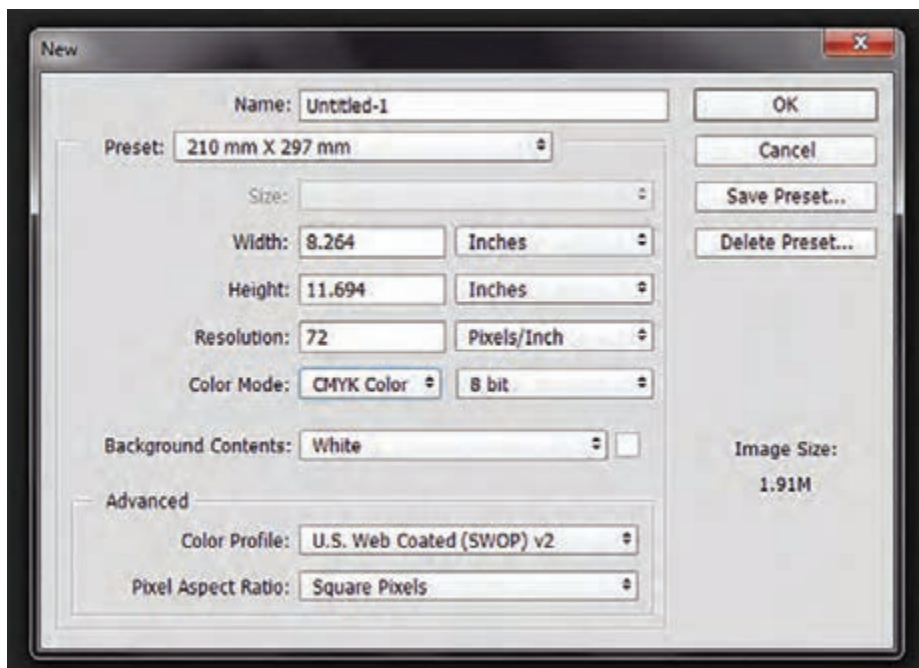 New
Name: Untitled-1
OK
Preset: 210 mm X 297 mm
Cancel
Size:
Save Preset...
Width: 8.264 Inches
Delete Preset...
Height: 11.694 Inches
Resolution: 72 Pixels/Inch
Color Mode: CMYK Color 8 bit
Background Contents: White
Image Size:
1.91M
Advanced
Color Profile: U.S. Web Coated (SWOP) v2
Pixel Aspect Ratio: Square Pixels